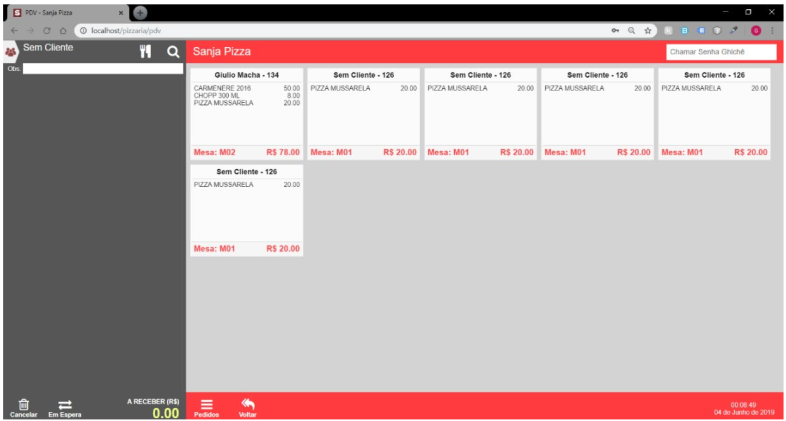 PDV - Sanja Pizza
localhost/pizzaria/pdv
Sem Cliente
Sanja Pizza
Chamar Senha Ghichê
Obs:
Giulio Macha - 134
CARMENERE 2016 50.00
CHOPP 300 ML 8.00
PIZZA MUSSARELA 20.00
Mesa: M02 R$ 78.00
Sem Cliente - 126
PIZZA MUSSARELA 20.00
Mesa: M01 R$ 20.00
Sem Cliente - 126
PIZZA MUSSARELA 20.00
Mesa: M01 R$ 20.00
Sem Cliente - 126
PIZZA MUSSARELA 20.00
Mesa: M01 R$ 20.00
Sem Cliente - 126
PIZZA MUSSARELA 20.00
Mesa: M01 R$ 20.00
Sem Cliente - 126
PIZZA MUSSARELA 20.00
Mesa: M01 R$ 20.00
Cancelar
Em Espera
A RECEBER (R$)
0.00
Pedidos
Voltar
00:08:49
04 de Junho de 2019